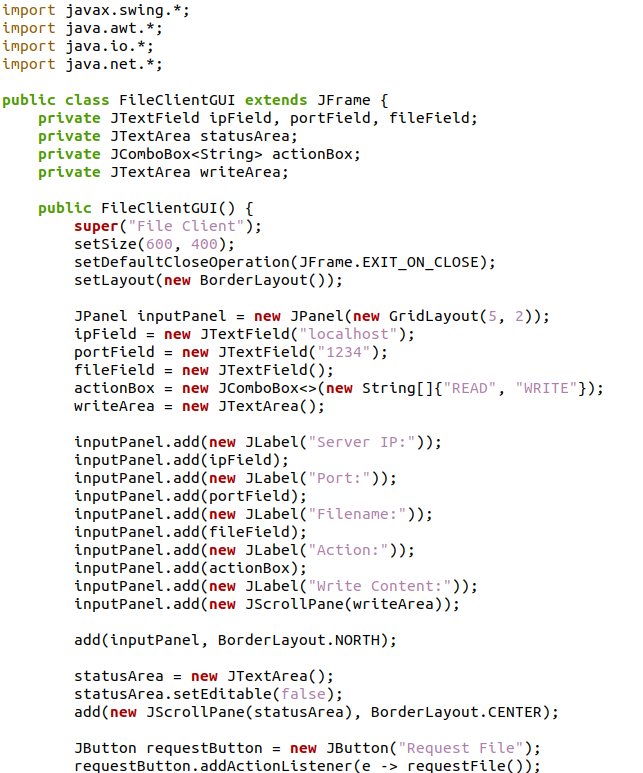 import javax.swing.*;
import java.awt.*;
import java.io.*;
import java.net.*;

public class FileClientGUI extends JFrame {
    private JTextField ipField, portField, fileField;
    private JTextArea statusArea;
    private JComboBox<String> actionBox;
    private JTextArea writeArea;

    public FileClientGUI() {
        super("File Client");
        setSize(600, 400);
        setDefaultCloseOperation(JFrame.EXIT_ON_CLOSE);
        setLayout(new BorderLayout());

        JPanel inputPanel = new JPanel(new GridLayout(5, 2));
        ipField = new JTextField("localhost");
        portField = new JTextField("1234");
        fileField = new JTextField();
        actionBox = new JComboBox<>(new String[]{"READ", "WRITE"});
        writeArea = new JTextArea();

        inputPanel.add(new JLabel("Server IP:"));
        inputPanel.add(ipField);
        inputPanel.add(new JLabel("Port:"));
        inputPanel.add(portField);
        inputPanel.add(new JLabel("Filename:"));
        inputPanel.add(fileField);
        inputPanel.add(new JLabel("Action:"));
        inputPanel.add(actionBox);
        inputPanel.add(new JLabel("Write Content:"));
        inputPanel.add(new JScrollPane(writeArea));

        add(inputPanel, BorderLayout.NORTH);

        statusArea = new JTextArea();
        statusArea.setEditable(false);
        add(new JScrollPane(statusArea), BorderLayout.CENTER);

        JButton requestButton = new JButton("Request File");
        requestButton.addActionListener(e -> requestFile());